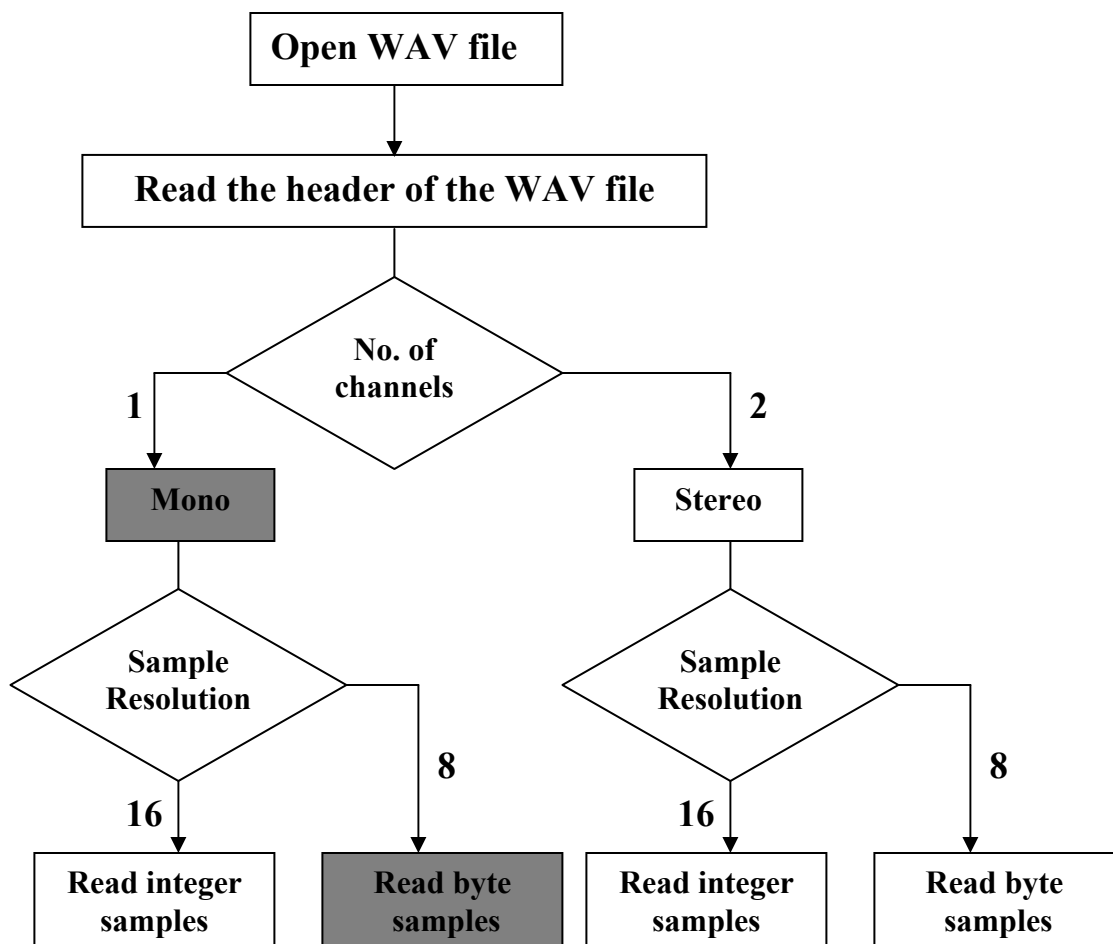 Open WAV file
Read the header of the WAV file
No. of
channels
1
2
Mono
Stereo
Sample
Resolution
Sample
Resolution
8
8
16
16
Read integer
samples
Read byte
samples
Read integer
samples
Read byte
samples